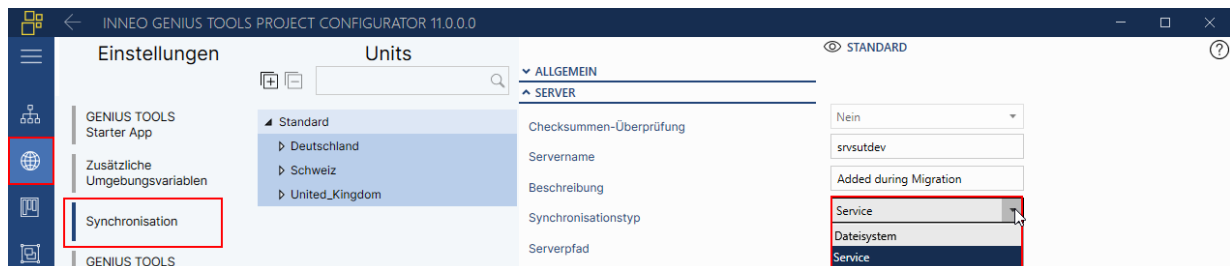 INNEO GENIUS TOOLS PROJECT CONFIGURATOR 11.0.0.0
Einstellungen
GENIUS TOOLS
Starter App
Zusätzliche
Umgebungsvariablen
Synchronisation
GENIUS TOOLS
Units
Standard
Deutschland
Schweiz
United_Kingdom
STANDARD
ALLGEMEIN
SERVER
Checksummen-Überprüfung
Nein
Servername
srvsutdev
Beschreibung
Added during Migration
Synchronisationstyp
Service
Dateisystem
Service
Serverpfad